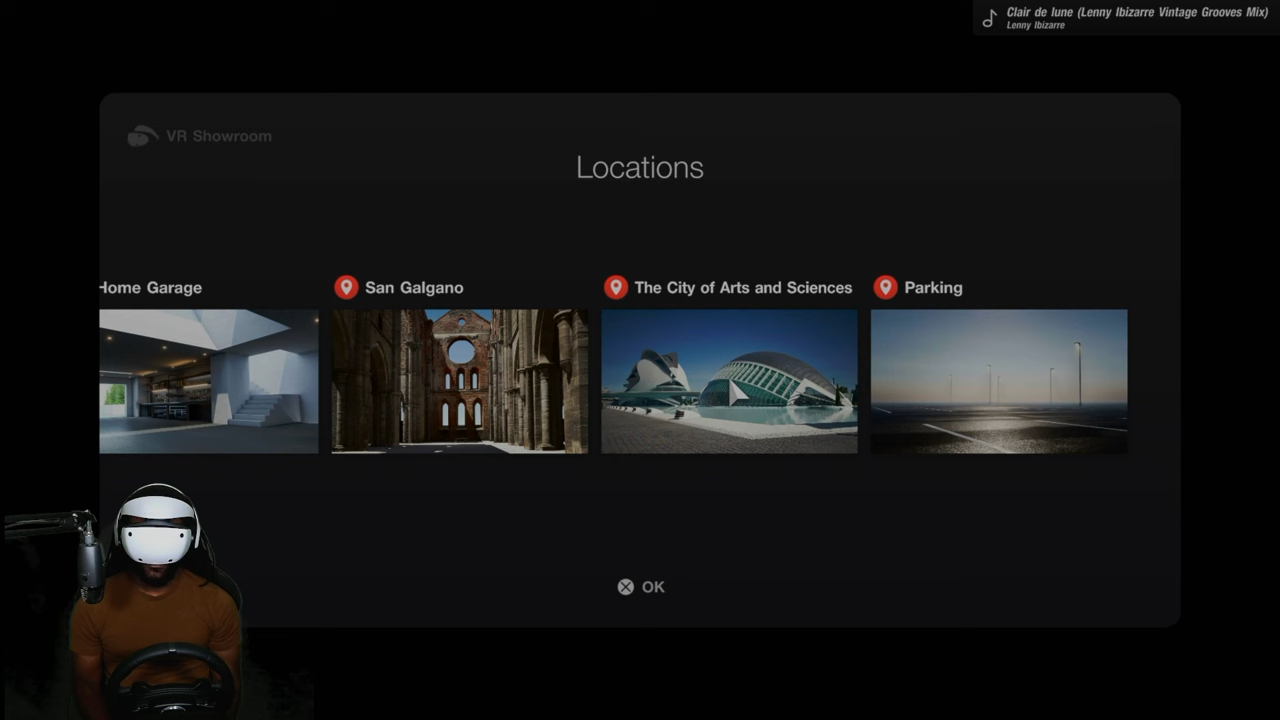 Clair de lune (Lenny Ibizarre Vintage Grooves Mix)
Lenny Ibizarre
VR Showroom
Locations
Home Garage
San Galgano
The City of Arts and Sciences
Parking
OK